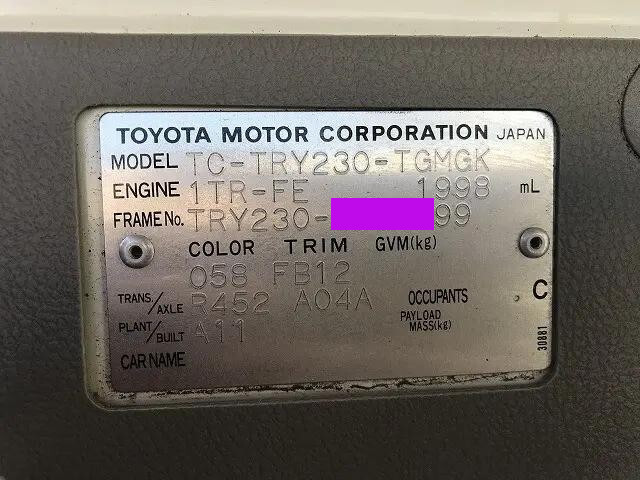 TOYOTA MOTOR CORPORATION JAPAN
MODEL TC-TRY230-TGMGK
ENGINE 1TR-FE 1998 mL
FRAME No. TRY230- 99
COLOR TRIM GVM(kg)
058 FB12
TRANS./AXLE R452 A04A OCCUPANTS C
PLANT/BUILT A11 PAYLOAD MASS(kg)
CAR NAME
30881